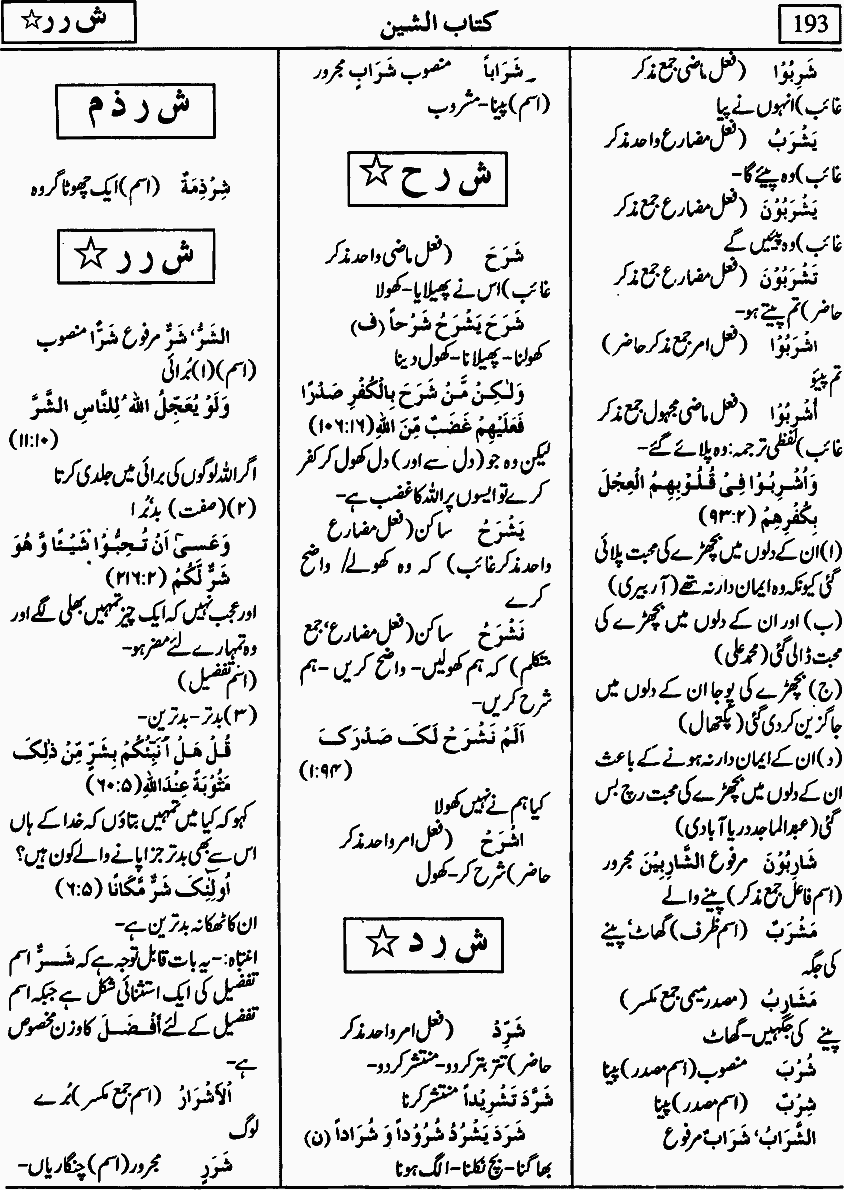 193
کتاب الشین
ش ر ر ☆
شَرِبُوْا (فعل ماضی جمع مذکر
غائب) انہوں نے پیا
یَشْرَبُ (فعل مضارع واحد مذکر
غائب) وہ پیئے گا-
یَشْرَبُوْنَ (فعل مضارع جمع مذکر
غائب) وہ پیئیں گے
تَشْرَبُوْنَ (فعل مضارع جمع مذکر
حاضر) تم پیتے ہو-
اشْرَبُوْا (فعل امر جمع مذکر حاضر)
تم پیئو
اُشْرِبُوْا (فعل ماضی مجہول جمع مذکر
غائب) لفظی ترجمہ: وہ پلائے گئے-
وَاُشْرِبُوْا فِیْ قُلُوْبِهِمُ الْعِجْلَ
بِکُفْرِهِمْ (۹۳:۲)
(ا) ان کے دلوں میں بچھڑے کی محبت پلائی
گئی کیونکہ وہ ایمان دار نہ تھے (آربیری)
(ب) اور ان کے دلوں میں بچھڑے کی
محبت ڈالی گئی (محمد علی)
(ج) بچھڑے کی پوجا ان کے دلوں میں
جاگزین کر دی گئی (پکتھال)
(د) ان کے ایمان دار نہ ہونے کے باعث
ان کے دلوں میں بچھڑے کی محبت رچ بس
گئی (عبدالماجد دریا آبادی)
شَارِبُوْنَ مرفوع الشَّارِبِیْنَ مجرور
(اسم فاعل جمع مذکر) پینے والے
مَشْرَبٌ (اسم ظرف) گھاٹ' پینے
کی جگہ
مَشَارِبُ (مصدر میمی جمع مکسر)
پینے کی جگہیں- گھاٹ
شُرْبَ منصوب (اسم مصدر) پینا
شِرْبٌ (اسم مصدر) پینا
الشَّرَابُ' شَرَابٌ مرفوع
۔ شَرَاباً منصوب شَرَابٍ مجرور
(اسم) پینا-مشروب
ش ر ح ☆
شَرَحَ (فعل ماضی واحد مذکر
غائب) اس نے پھیلایا-کھولا
شَرَحَ یَشْرَحُ شَرْحاً (ف)
کھولنا- پھیلانا- کھول دینا
وَلٰکِنْ مَّنْ شَرَحَ بِالْکُفْرِ صَدْرًا
فَعَلَیْهِمْ غَضَبٌ مِّنَ اللهِ (۱۰۶:۱۶)
لیکن وہ جو (دل سے اور) دل کھول کر کفر
کرے تو ایسوں پر اللہ کا غضب ہے-
یَشْرَحُ ساکن (فعل مضارع
واحد مذکر غائب) کہ وہ کھولے/ واضح
کرے
نَشْرَحُ ساکن (فعل مضارع' جمع
متکلم) کہ ہم کھولیں- واضح کریں -ہم
شرح کریں-
اَلَمْ نَشْرَحْ لَکَ صَدْرَکَ
(۱:۹۴)
کیا ہم نے نہیں کھولا
اشْرَحْ (فعل امر واحد مذکر
حاضر) شرح کر- کھول
ش ر د ☆
شَرِّدْ (فعل امر واحد مذکر
حاضر) تتر بتر کر دو-منتشر کر دو-
شَرَّدَ تَشْرِیْداً منتشر کرنا
شَرَدَ یَشْرُدُ شُرُوْداً وَ شُرَاداً (ن)
بھاگنا- بچ نکلنا-الگ ہونا
ش ر ذ م
شِرْذِمَةٌ (اسم) ایک چھوٹا گروہ
ش ر ر ☆
الشَّرُّ' شَرٌّ مرفوع شَرًّا منصوب
(اسم) (ا) بُرائی
وَلَوْ یُعَجِّلُ اللهُ لِلنَّاسِ الشَّرَّ
(۱۱:۱۰)
اگر اللہ لوگوں کی برائی میں جلدی کرتا
(۲) (صفت) بد' بُرا
وَعَسٰۤی اَنْ تُحِبُّوْا شَیْـًٔا وَّ هُوَ
شَرٌّ لَّکُمْ (۲۱۶:۲)
اور عجب نہیں کہ ایک چیز تمہیں بھلی لگے اور
وہ تمہارے لئے مضر ہو-
(اسم تفضیل)
(۳) بدتر- بدترین-
قُلْ هَلْ اُنَبِّئُکُمْ بِشَرٍّ مِّنْ ذٰلِکَ
مَثُوْبَةً عِنْدَ اللهِ (۶۰:۵)
کہو کہ کیا میں تمہیں بتاؤں کہ خدا کے ہاں
اس سے بھی بدتر جزا پانے والے کون ہیں؟
اُولٰٓئِکَ شَرٌّ مَّکَانًا (۶:۵)
ان کا ٹھکانہ بدترین ہے-
انتباہ:- یہ بات قابل توجہ ہے کہ شَرٌّ اسم
تفضیل کی ایک استثنائی شکل ہے جبکہ اسم
تفضیل کے لئے اَفْضَلَ کا وزن مخصوص
ہے-
اَلْاَشْرَارُ (اسم جمع مکسر) بُرے
لوگ
شَرَرٍ مجرور (اسم) چنگاریاں-